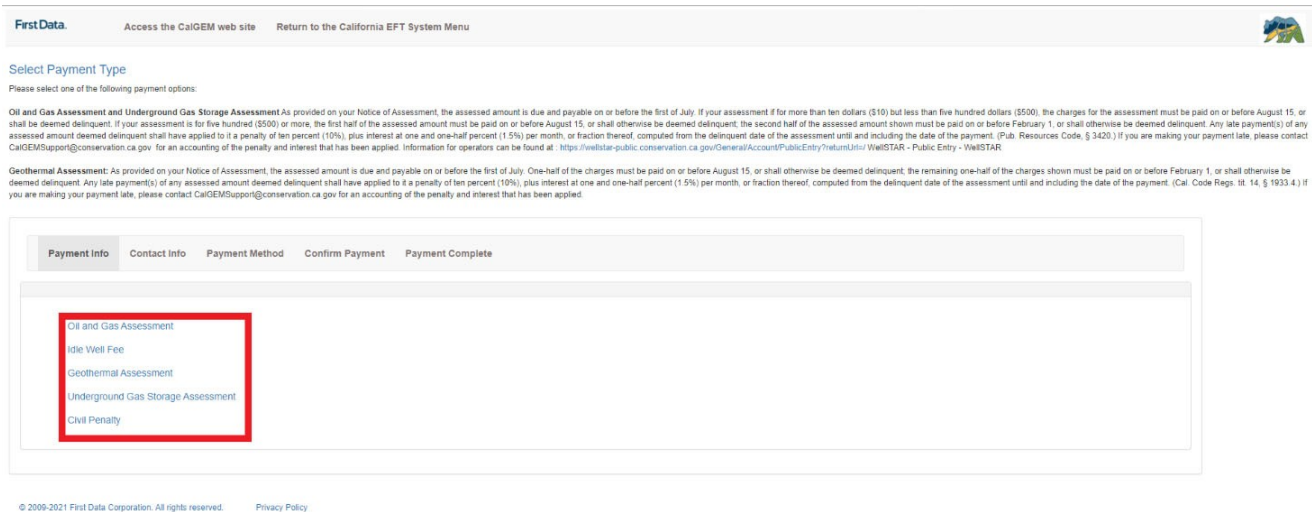 First Data.
Access the CalGEM web site
Return to the California EFT System Menu
Select Payment Type
Please select one of the following payment options:
Oil and Gas Assessment and Underground Gas Storage Assessment As provided on your Notice of Assessment, the assessed amount is due and payable on or before the first of July. If your assessment if for more than ten dollars ($10) but less than five hundred dollars ($500), the charges for the assessment must be paid on or before August 15, or
shall be deemed delinquent. If your assessment is for five hundred ($500) or more, the first half of the assessed amount must be paid on or before August 15, or shall otherwise be deemed delinquent; the second half of the assessed amount shown must be paid on or before February 1, or shall otherwise be deemed delinquent. Any late payment(s) of any
assessed amount deemed delinquent shall have applied to it a penalty of ten percent (10%), plus interest at one and one-half percent (1.5%) per month, or fraction thereof, computed from the delinquent date of the assessment until and including the date of the payment. (Pub. Resources Code, § 3420.) If you are making your payment late, please contact
CalGEMSupport@conservation.ca.gov for an accounting of the penalty and interest that has been applied. Information for operators can be found at : https://wellstar-public.conservation.ca.gov/General/Account/PublicEntry?returnUrl=/ WellSTAR - Public Entry - WellSTAR
Geothermal Assessment: As provided on your Notice of Assessment, the assessed amount is due and payable on or before the first of July. One-half of the charges must be paid on or before August 15, or shall otherwise be deemed delinquent; the remaining one-half of the charges shown must be paid on or before February 1, or shall otherwise be
deemed delinquent. Any late payment(s) of any assessed amount deemed delinquent shall have applied to it a penalty of ten percent (10%), plus interest at one and one-half percent (1.5%) per month, or fraction thereof, computed from the delinquent date of the assessment until and including the date of the payment. (Cal. Code Regs. tit. 14, § 1933.4.) If
you are making your payment late, please contact CalGEMSupport@conservation.ca.gov for an accounting of the penalty and interest that has been applied.
Payment Info
Contact Info
Payment Method
Confirm Payment
Payment Complete
Oil and Gas Assessment
Idle Well Fee
Geothermal Assessment
Underground Gas Storage Assessment
Civil Penalty
© 2009-2021 First Data Corporation. All rights reserved.
Privacy Policy